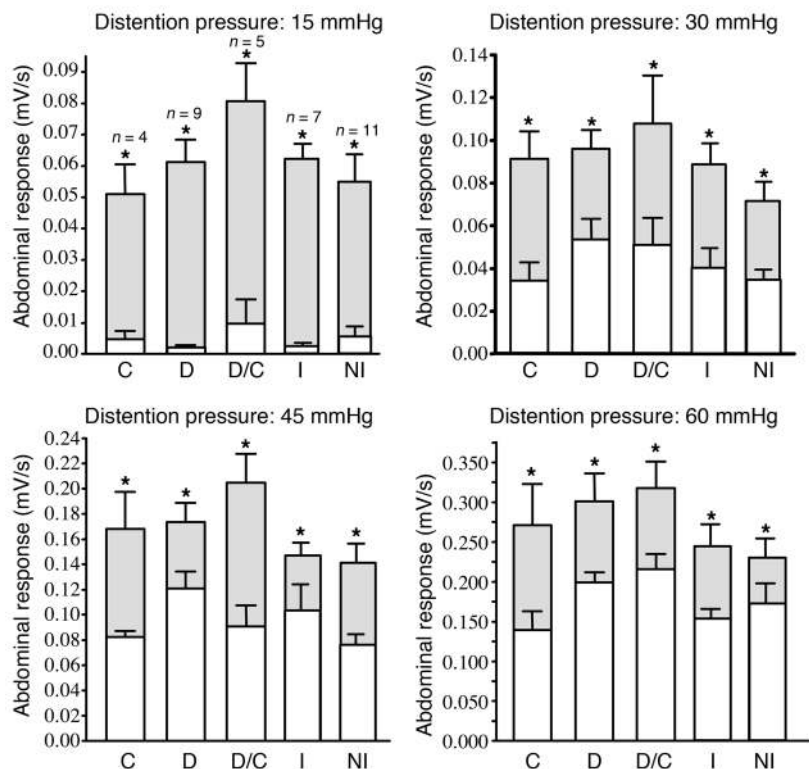 Distention pressure: 15 mmHg
Abdominal response (mV/s)
0.09
0.08
0.07
0.06
0.05
0.04
0.03
0.02
0.01
0.00
n = 4
*
n = 9
*
n = 5
*
n = 7
*
n = 11
*
C D D/C I NI
Distention pressure: 30 mmHg
Abdominal response (mV/s)
0.14
0.12
0.10
0.08
0.06
0.04
0.02
0.00
* * * * *
C D D/C I NI
Distention pressure: 45 mmHg
Abdominal response (mV/s)
0.24
0.22
0.20
0.18
0.16
0.14
0.12
0.10
0.08
0.06
0.04
0.02
0.00
* * * * *
C D D/C I NI
Distention pressure: 60 mmHg
Abdominal response (mV/s)
0.350
0.300
0.250
0.200
0.150
0.100
0.050
0.000
* * * * *
C D D/C I NI